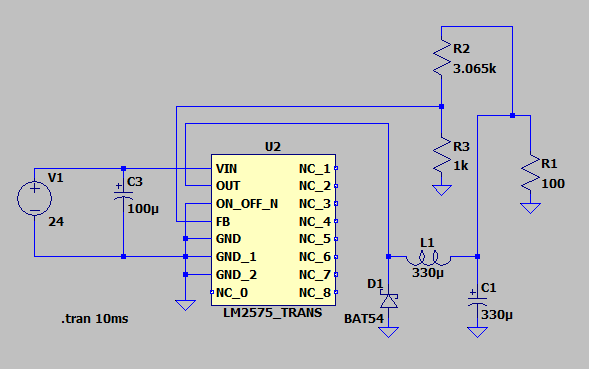 R2
3.065k
U2
R3
1k
V1
24
C3
100µ
VIN
OUT
ON_OFF_N
FB
GND
GND_1
GND_2
NC_0
NC_1
NC_2
NC_3
NC_4
NC_5
NC_6
NC_7
NC_8
LM2575_TRANS
R1
100
L1
330µ
D1
BAT54
C1
330µ
.tran 10ms